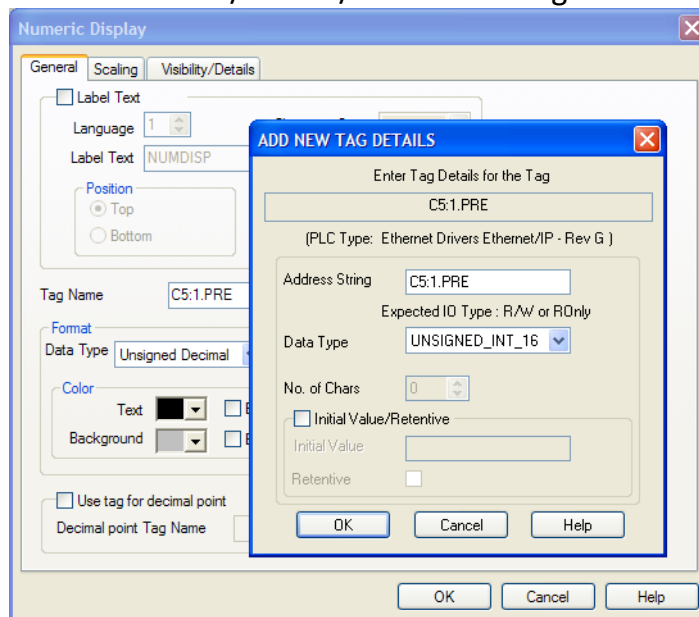 Numeric Display
General Scaling Visibility/Details
Label Text
Language 1
Label Text NUMDISP
Position
Top
Bottom
Tag Name C5:1.PRE
Format
Data Type Unsigned Decimal
Color
Text
Background
Use tag for decimal point
Decimal point Tag Name
OK Cancel Help
ADD NEW TAG DETAILS
Enter Tag Details for the Tag
C5:1.PRE
(PLC Type: Ethernet Drivers Ethernet/IP - Rev G )
Address String C5:1.PRE
Expected IO Type : R/W or ROnly
Data Type UNSIGNED_INT_16
No. of Chars 0
Initial Value/Retentive
Initial Value
Retentive
OK Cancel Help